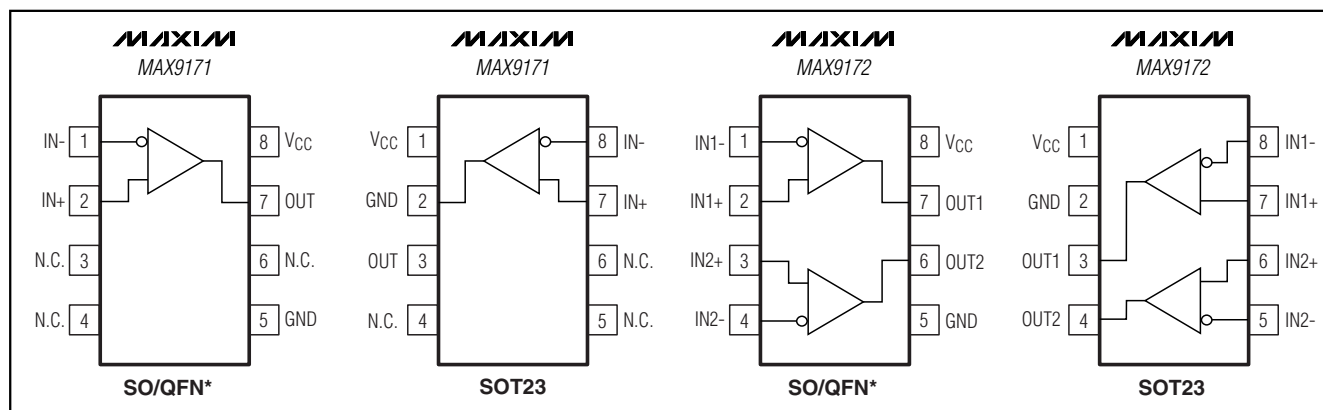 MAXIM
MAX9171
IN- 1
8 VCC
IN+ 2
7 OUT
N.C. 3
6 N.C.
N.C. 4
5 GND
SO/QFN*
MAXIM
MAX9171
VCC 1
8 IN-
GND 2
7 IN+
OUT 3
6 N.C.
N.C. 4
5 N.C.
SOT23
MAXIM
MAX9172
IN1- 1
8 VCC
IN1+ 2
7 OUT1
IN2+ 3
6 OUT2
IN2- 4
5 GND
SO/QFN*
MAXIM
MAX9172
VCC 1
8 IN1-
GND 2
7 IN1+
OUT1 3
6 IN2+
OUT2 4
5 IN2-
SOT23